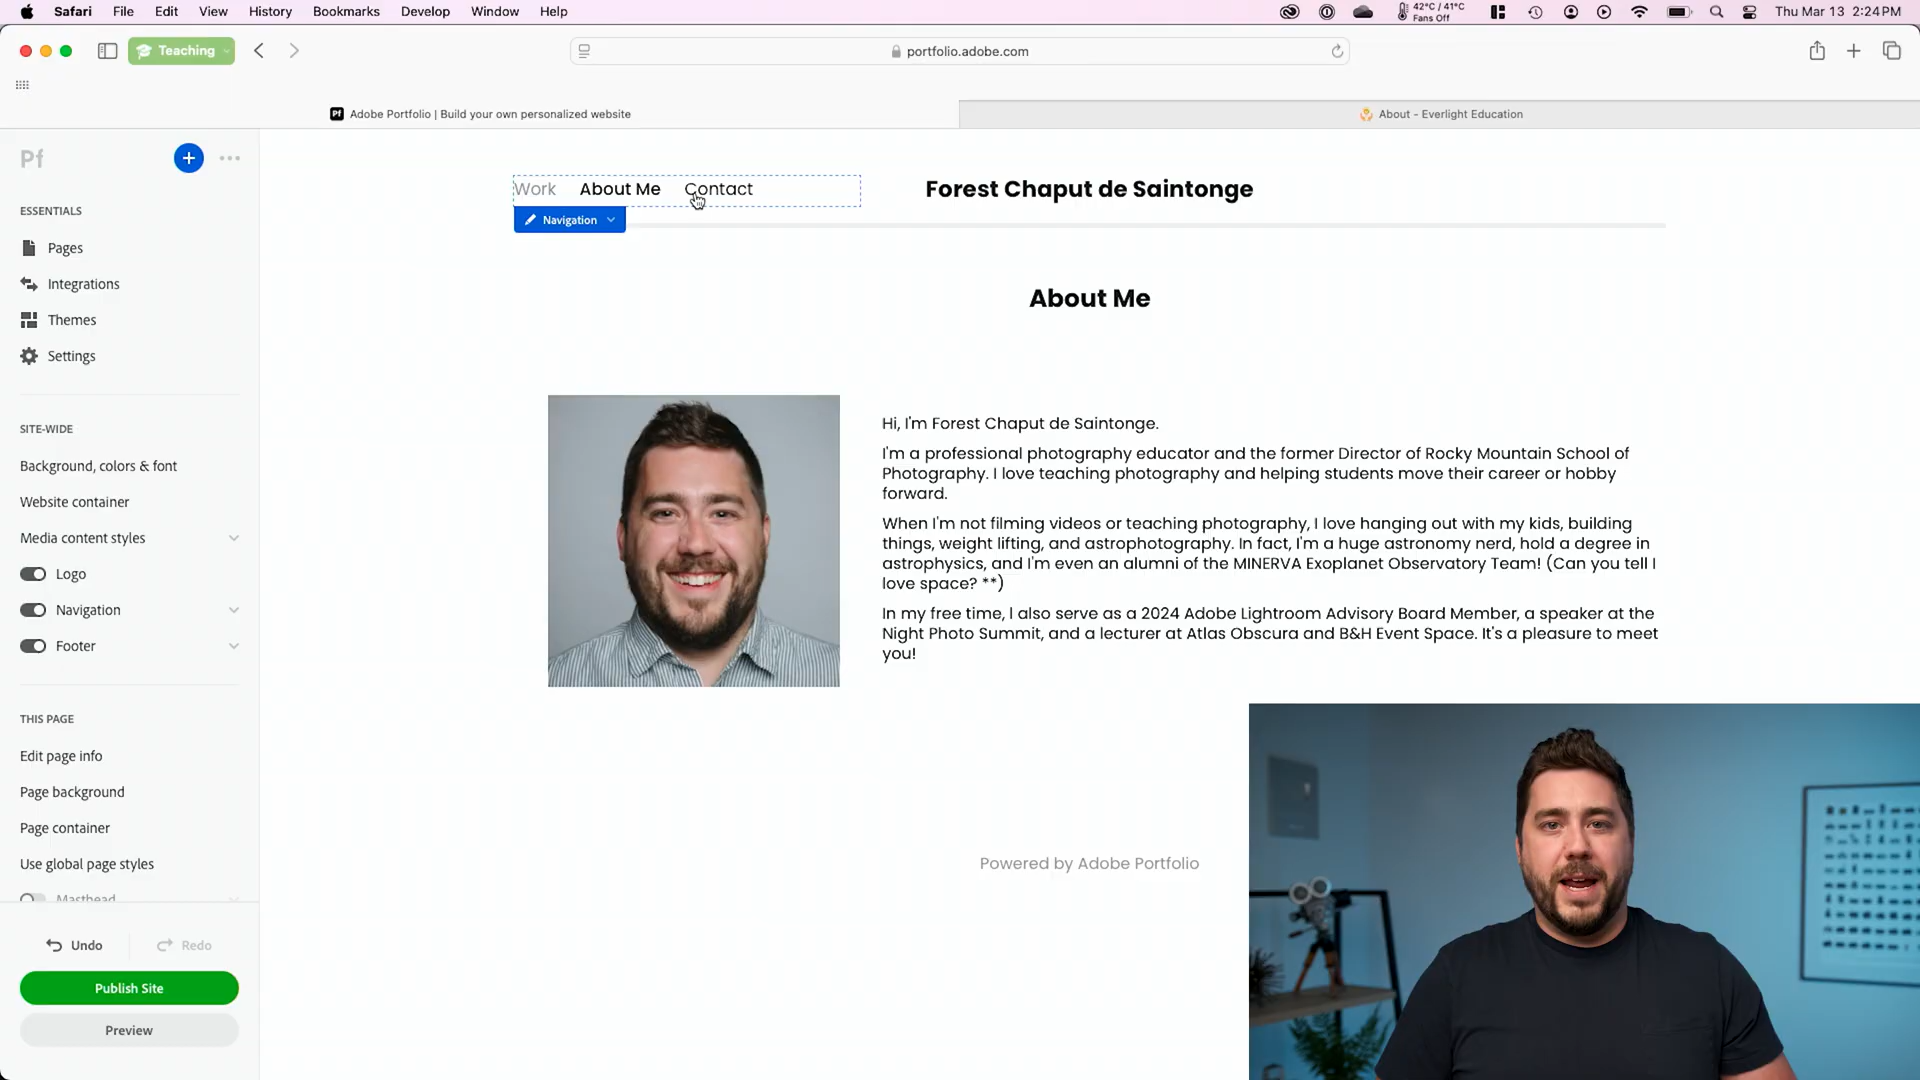 Safari File Edit View History Bookmarks Develop Window Help
42°C / 41°C
Fans Off
Thu Mar 13 2:24 PM
Teaching
portfolio.adobe.com
Pf Adobe Portfolio | Build your own personalized website
About - Everlight Education
Pf
ESSENTIALS
Pages
Integrations
Themes
Settings
SITE-WIDE
Background, colors & font
Website container
Media content styles
Logo
Navigation
Footer
THIS PAGE
Edit page info
Page background
Page container
Use global page styles
Masthead
Undo Redo
Publish Site
Preview
Work About Me Contact
Forest Chaput de Saintonge
Navigation
About Me
Hi, I'm Forest Chaput de Saintonge.
I'm a professional photography educator and the former Director of Rocky Mountain School of
Photography. I love teaching photography and helping students move their career or hobby
forward.
When I'm not filming videos or teaching photography, I love hanging out with my kids, building
things, weight lifting, and astrophotography. In fact, I'm a huge astronomy nerd, hold a degree in
astrophysics, and I'm even an alumni of the MINERVA Exoplanet Observatory Team! (Can you tell I
love space? **)
In my free time, I also serve as a 2024 Adobe Lightroom Advisory Board Member, a speaker at the
Night Photo Summit, and a lecturer at Atlas Obscura and B&H Event Space. It's a pleasure to meet
you!
Powered by Adobe Portfolio